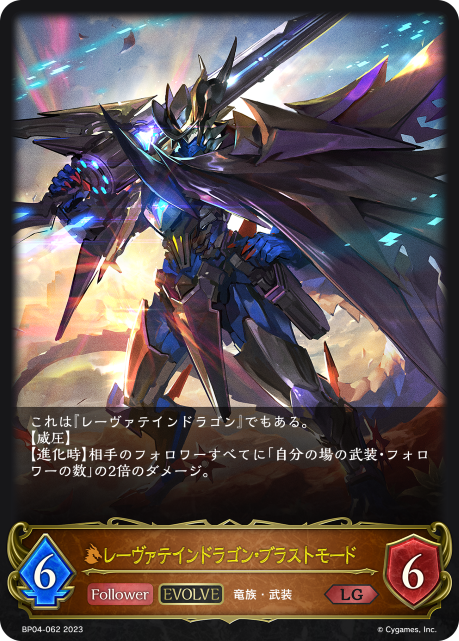 これは『レーヴァテインドラゴン』でもある。
【威圧】
【進化時】相手のフォロワーすべてに「自分の場の武装・フォロ
ワーの数」の2倍のダメージ。
レーヴァテインドラゴン・ブラストモード
6
Follower
EVOLVE
竜族・武装
LG
6
BP04-062 2023
© Cygames, Inc.